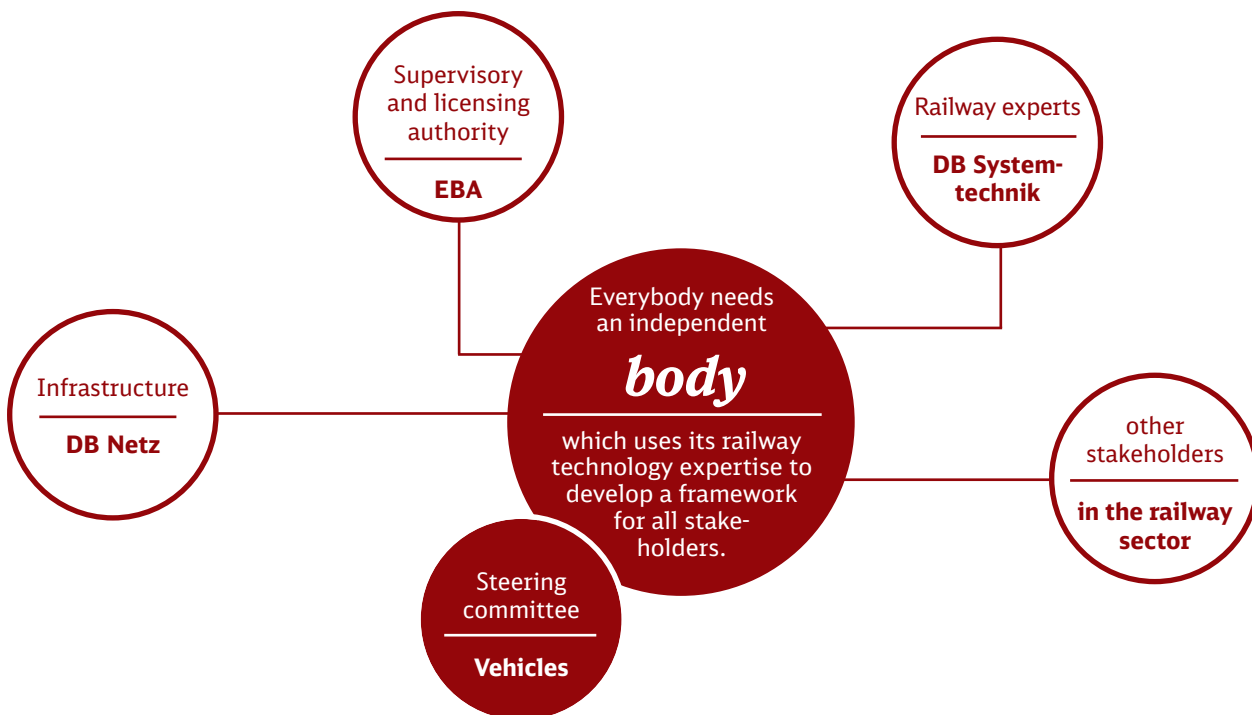 Supervisory
and licensing
authority
EBA
Railway experts
DB System-
technik
Everybody needs
an independent
body
which uses its railway
technology expertise to
develop a framework
for all stake-
holders.
Infrastructure
DB Netz
other
stakeholders
in the railway
sector
Steering
committee
Vehicles